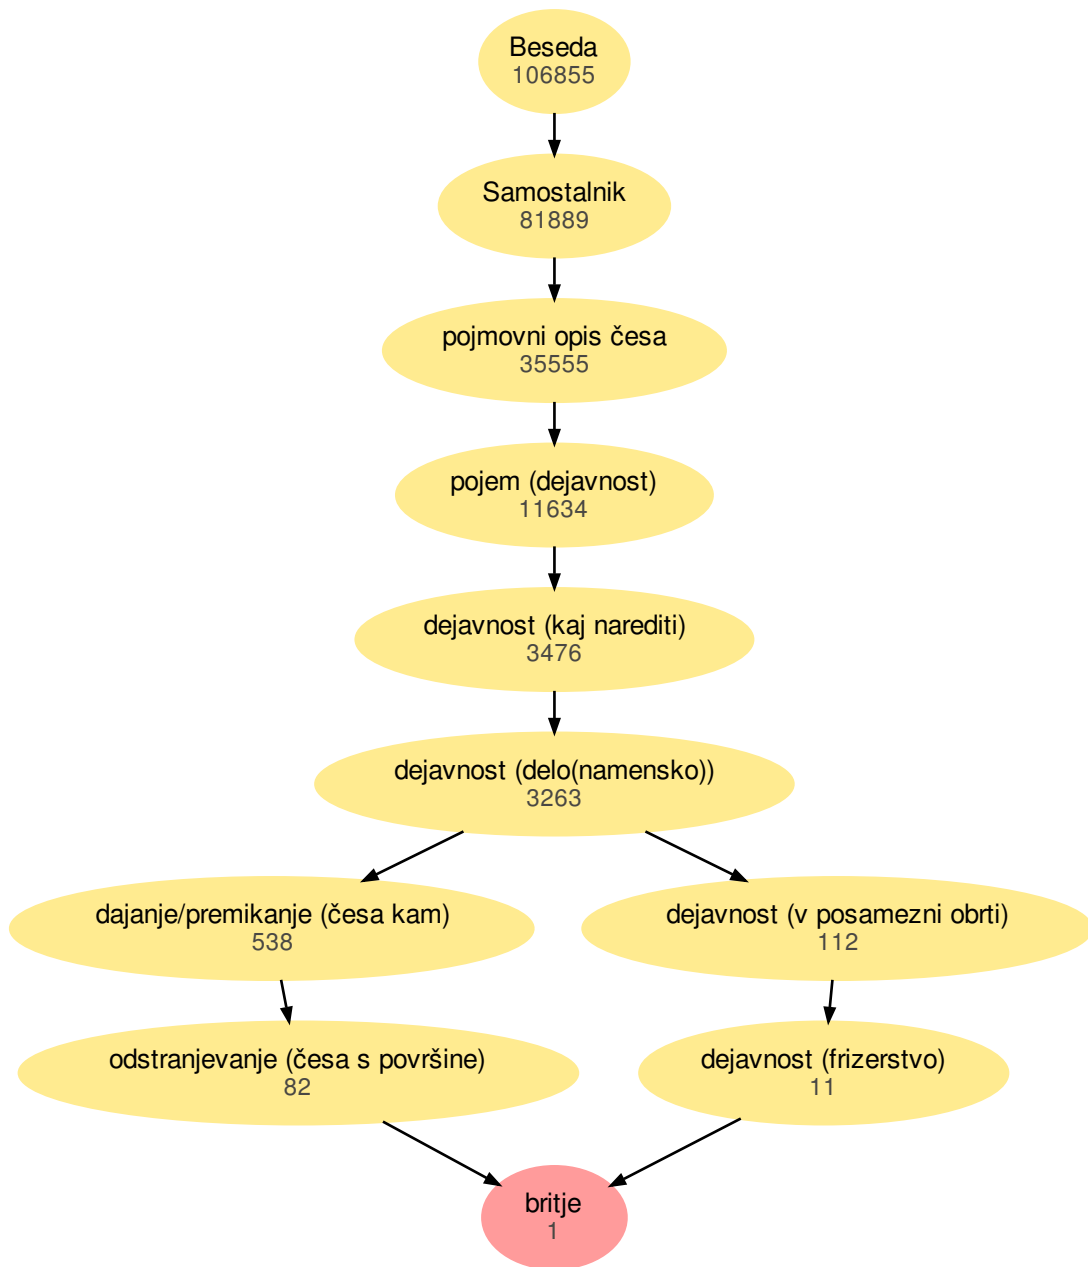 Beseda
106855
Samostalnik
81889
pojmovni opis česa
35555
pojem (dejavnost)
11634
dejavnost (kaj narediti)
3476
dejavnost (delo(namensko))
3263
dajanje/premikanje (česa kam)
538
dejavnost (v posamezni obrti)
112
odstranjevanje (česa s površine)
82
dejavnost (frizerstvo)
11
britje
1